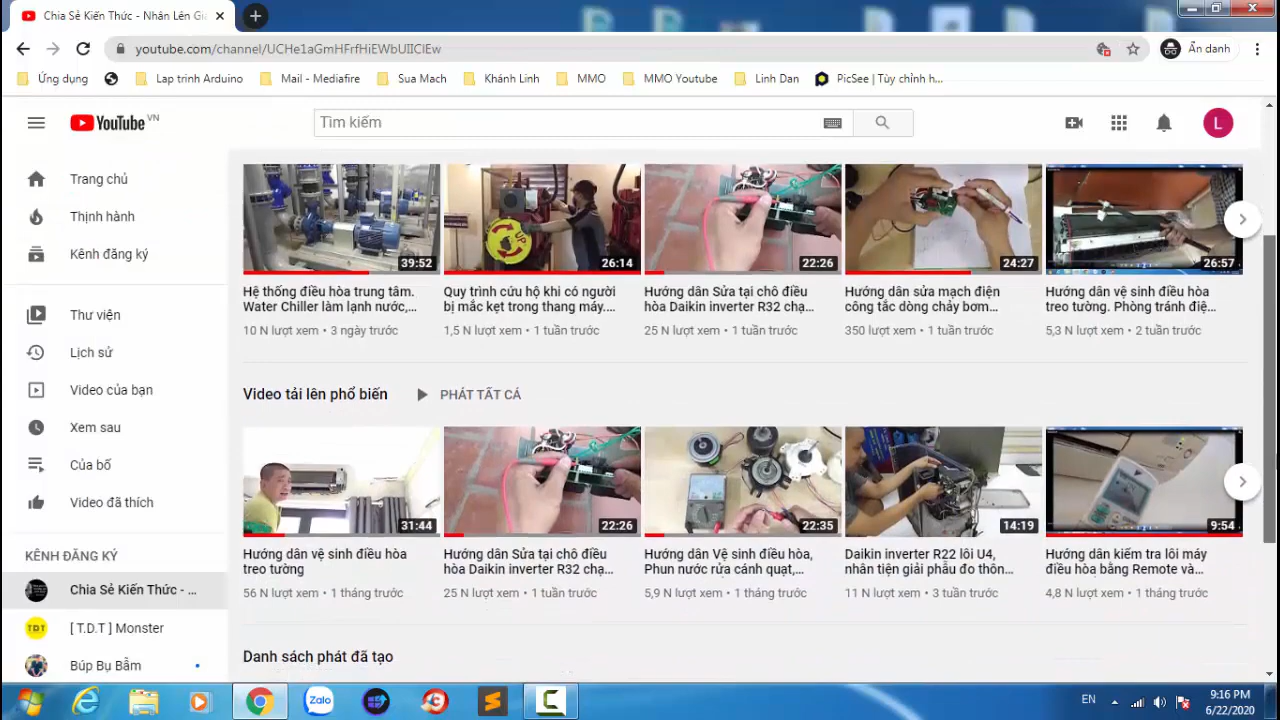 Chia Sẻ Kiến Thức - Nhân Lên Gi
youtube.com/channel/UCHe1aGmHFrfHiEWbUIIClEw
Ẩn danh
Ứng dụng
Lap trinh Arduino
Mail - Mediafire
Sua Mach
Khánh Linh
MMO
MMO Youtube
Linh Dan
PicSee | Tùy chỉnh h...
YouTube VN
Tìm kiếm
L
Trang chủ
Thịnh hành
Kênh đăng ký
Thư viện
Lịch sử
Video của bạn
Xem sau
Của bố
Video đã thích
KÊNH ĐĂNG KÝ
Chia Sẻ Kiến Thức - ...
TDT
[ T.D.T ] Monster
Búp Bụ Bẫm
39:52
Hệ thống điều hòa trung tâm.
Water Chiller làm lạnh nước,...
10 N lượt xem • 3 ngày trước
UP
26:14
Quy trình cứu hộ khi có người
bị mắc kẹt trong thang máy....
1,5 N lượt xem • 1 tuần trước
22:26
Hướng dẫn Sửa tại chỗ điều
hòa Daikin inverter R32 chạ...
25 N lượt xem • 1 tuần trước
24:27
Hướng dẫn sửa mạch điện
công tắc dòng chảy bơm...
350 lượt xem • 1 tuần trước
26:57
Hướng dẫn vệ sinh điều hòa
treo tường. Phòng tránh điệ...
5,3 N lượt xem • 2 tuần trước
Video tải lên phổ biến
PHÁT TẤT CẢ
31:44
Hướng dẫn vệ sinh điều hòa
treo tường
56 N lượt xem • 1 tháng trước
22:26
Hướng dẫn Sửa tại chỗ điều
hòa Daikin inverter R32 chạ...
25 N lượt xem • 1 tuần trước
22:35
Hướng dẫn Vệ sinh điều hòa,
Phun nước rửa cánh quạt,...
5,9 N lượt xem • 1 tháng trước
14:19
Daikin inverter R22 lỗi U4,
nhân tiện giải phẫu đo thôn...
11 N lượt xem • 3 tuần trước
9:54
Hướng dẫn kiểm tra lỗi máy
điều hòa bằng Remote và...
4,8 N lượt xem • 1 tháng trước
Danh sách phát đã tạo
Zalo
EN
9:16 PM
6/22/2020